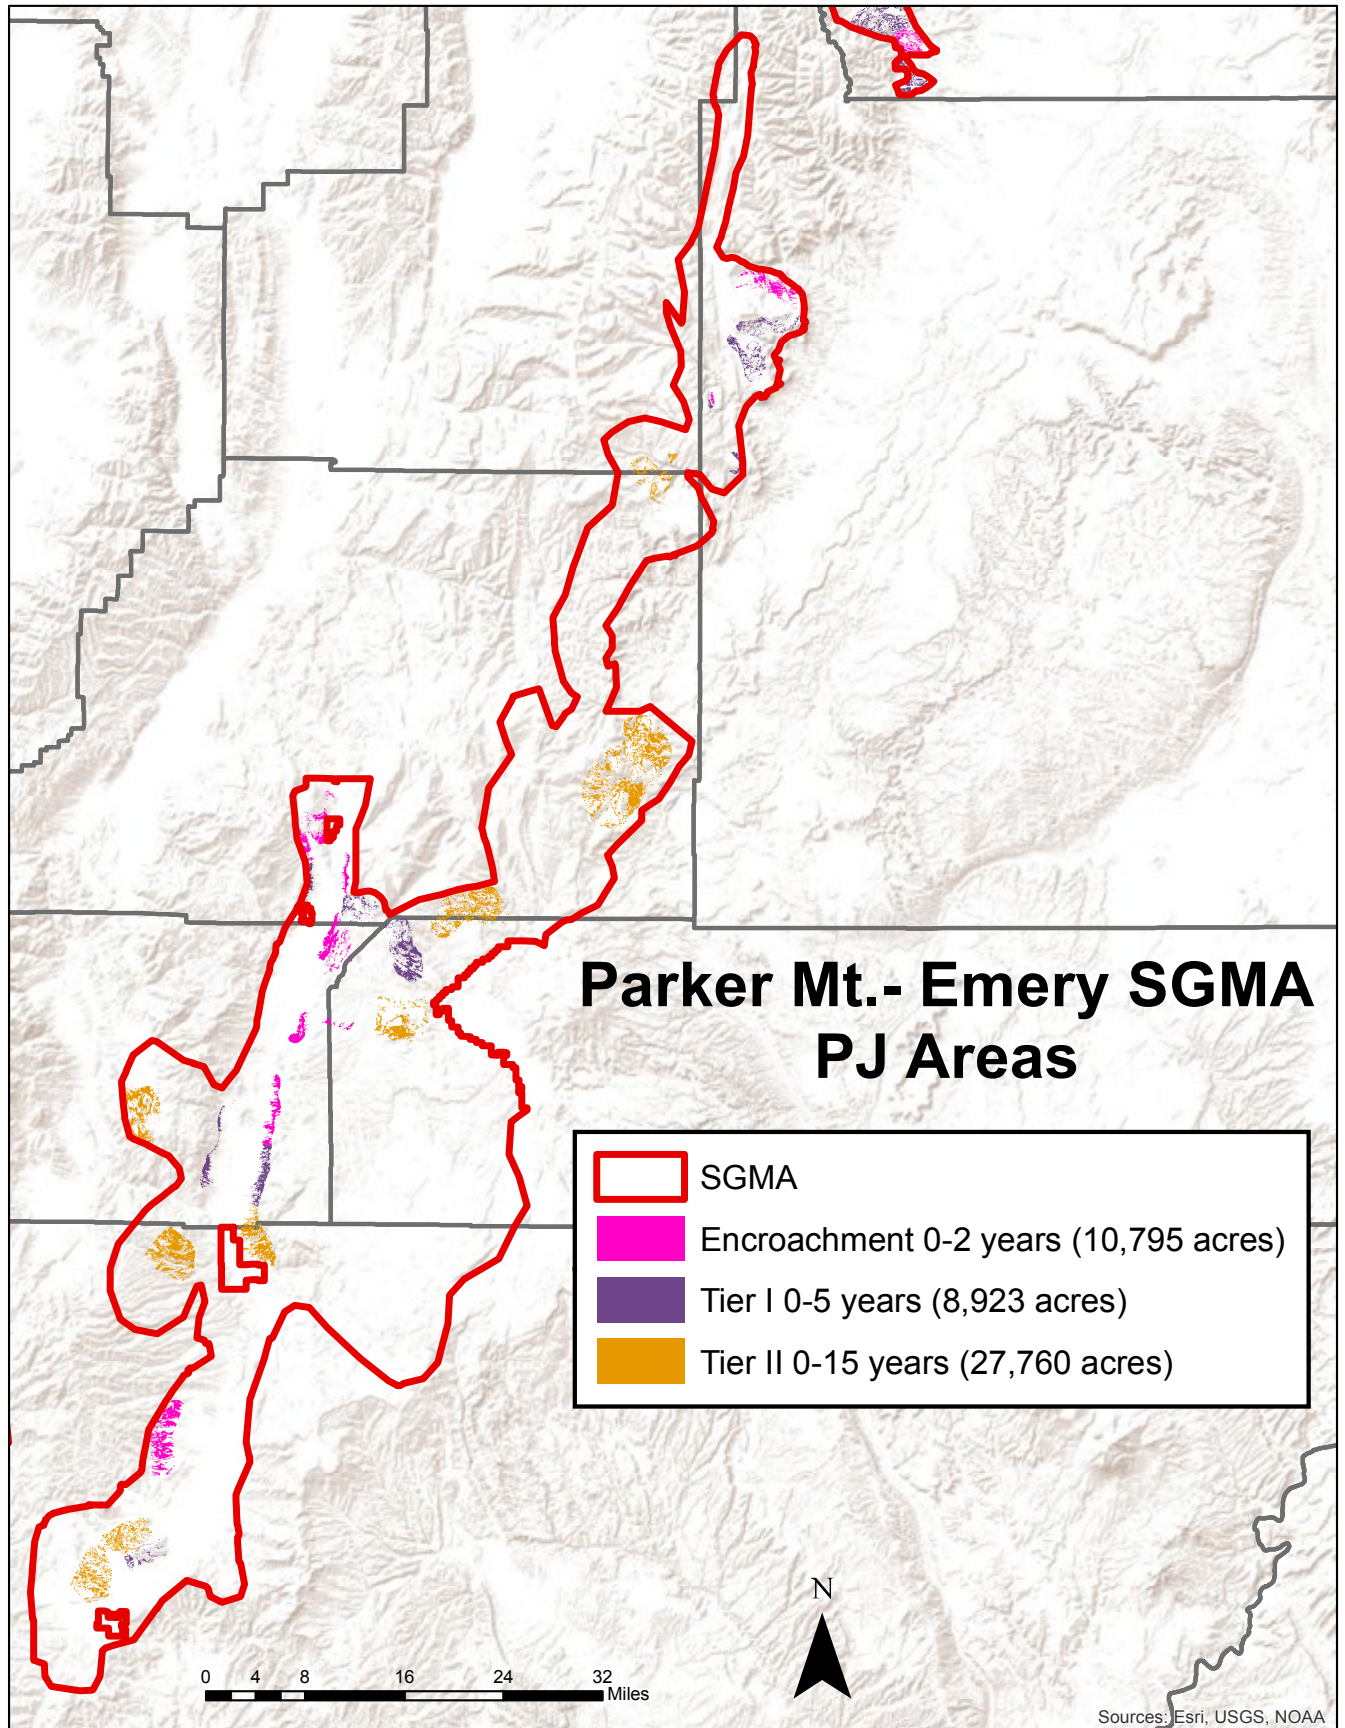 Parker Mt.- Emery SGMA
PJ Areas
SGMA
Encroachment 0-2 years (10,795 acres)
Tier I 0-5 years (8,923 acres)
Tier II 0-15 years (27,760 acres)
N
0 4 8 16 24 32
Miles
Sources: Esri, USGS, NOAA